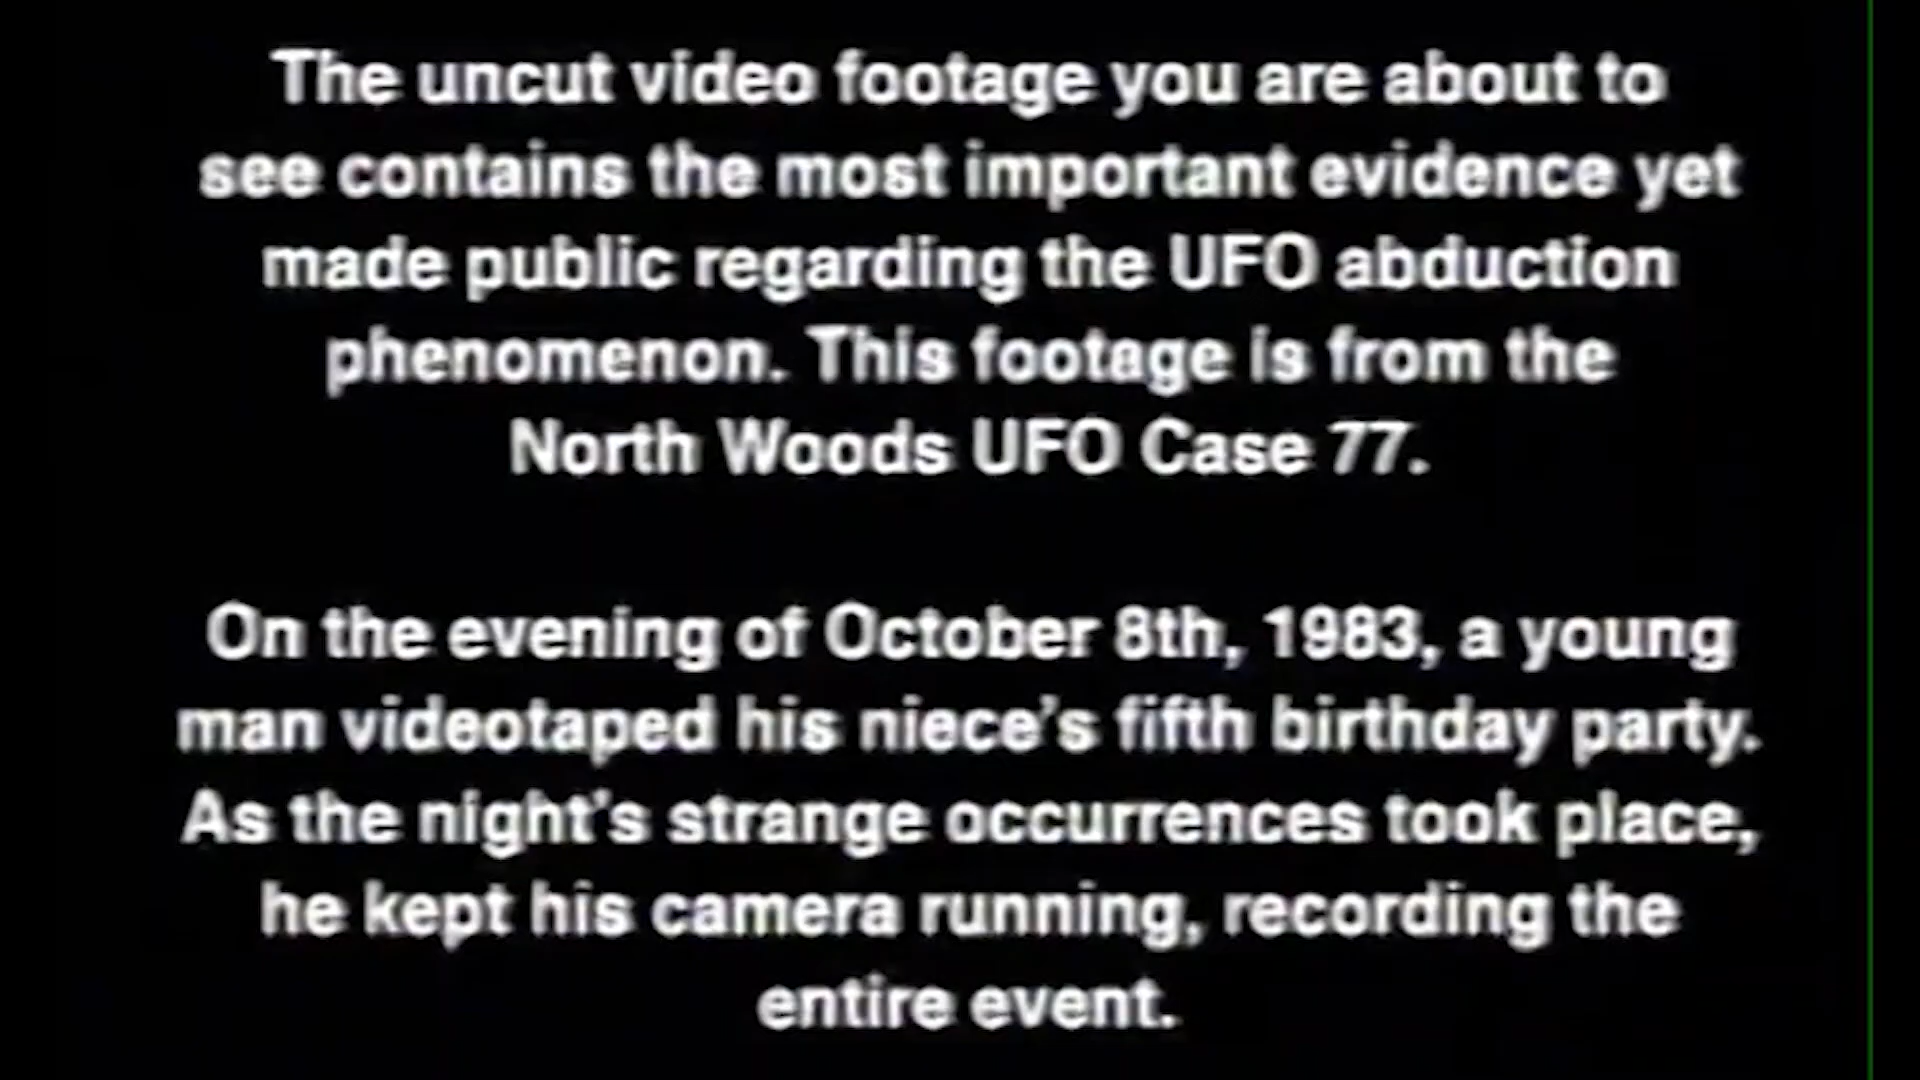 The uncut video footage you are about to
see contains the most important evidence yet
made public regarding the UFO abduction
phenomenon. This footage is from the
North Woods UFO Case 77.
On the evening of October 8th, 1983, a young
man videotaped his niece’s fifth birthday party.
As the night’s strange occurrences took place,
he kept his camera running, recording the
entire event.